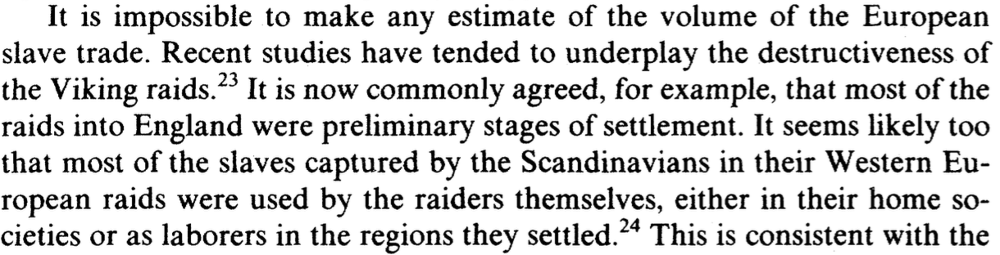 It is impossible to make any estimate of the volume of the European
slave trade. Recent studies have tended to underplay the destructiveness of
the Viking raids.23 It is now commonly agreed, for example, that most of the
raids into England were preliminary stages of settlement. It seems likely too
that most of the slaves captured by the Scandinavians in their Western Eu-
ropean raids were used by the raiders themselves, either in their home so-
cieties or as laborers in the regions they settled.24 This is consistent with the